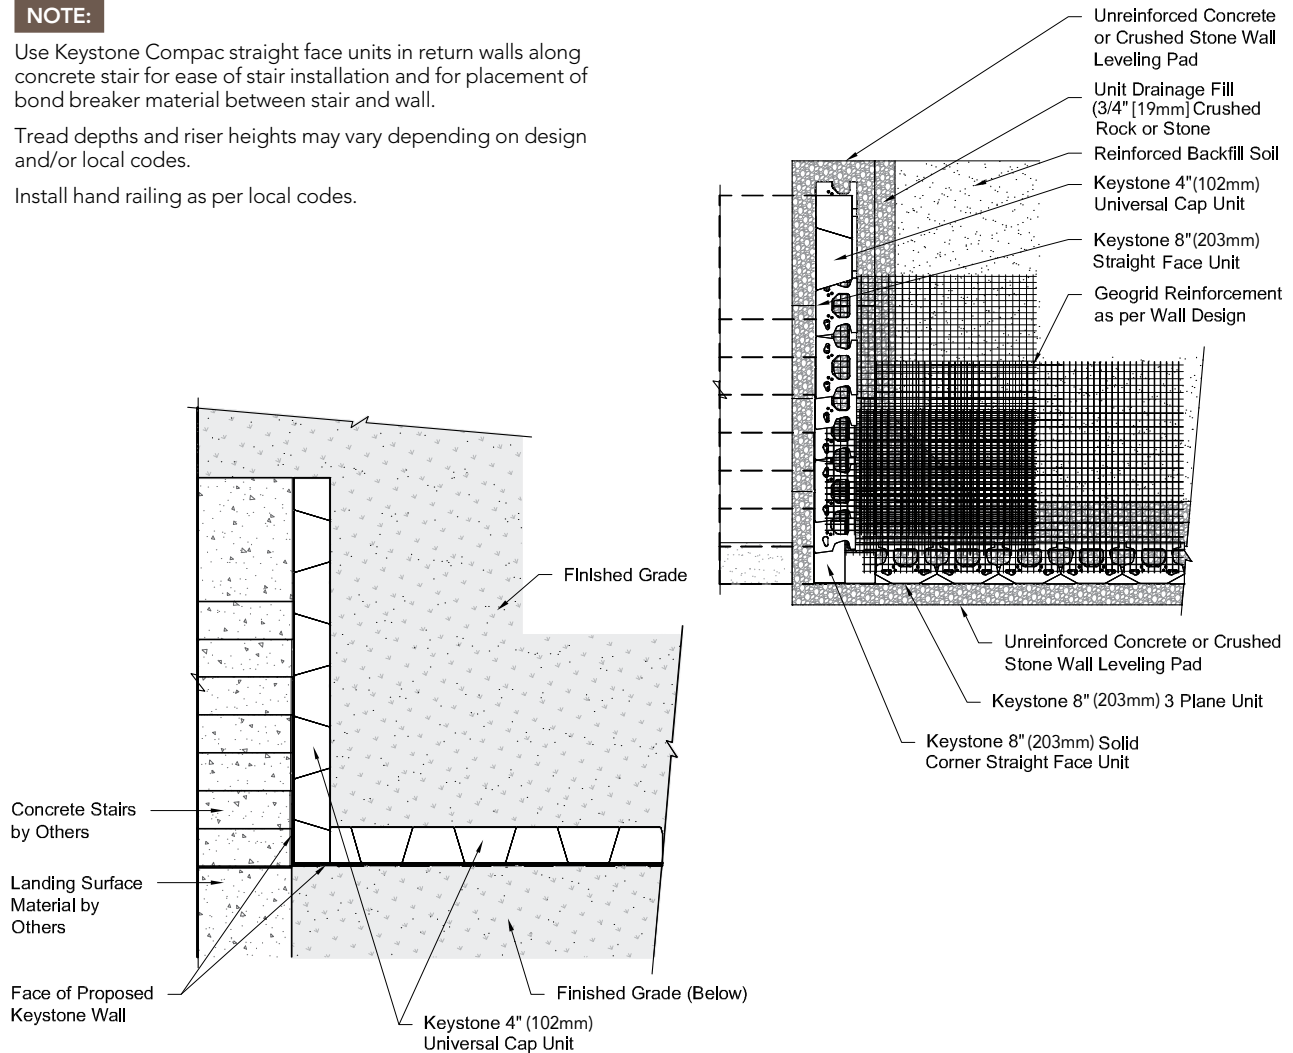 NOTE:
Use Keystone Compac straight face units in return walls along
concrete stair for ease of stair installation and for placement of
bond breaker material between stair and wall.
Tread depths and riser heights may vary depending on design
and/or local codes.
Install hand railing as per local codes.
Unreinforced Concrete
or Crushed Stone Wall
Leveling Pad
Unit Drainage Fill
(3/4" [19mm] Crushed
Rock or Stone
Reinforced Backfill Soil
Keystone 4" (102mm)
Universal Cap Unit
Keystone 8" (203mm)
Straight Face Unit
Geogrid Reinforcement
as per Wall Design
Unreinforced Concrete or Crushed
Stone Wall Leveling Pad
Keystone 8" (203mm) 3 Plane Unit
Keystone 8" (203mm) Solid
Corner Straight Face Unit
FInIshed Grade
Concrete Stairs
by Others
Landing Surface
Material by
Others
Face of Proposed
Keystone Wall
Finished Grade (Below)
Keystone 4" (102mm)
Universal Cap Unit